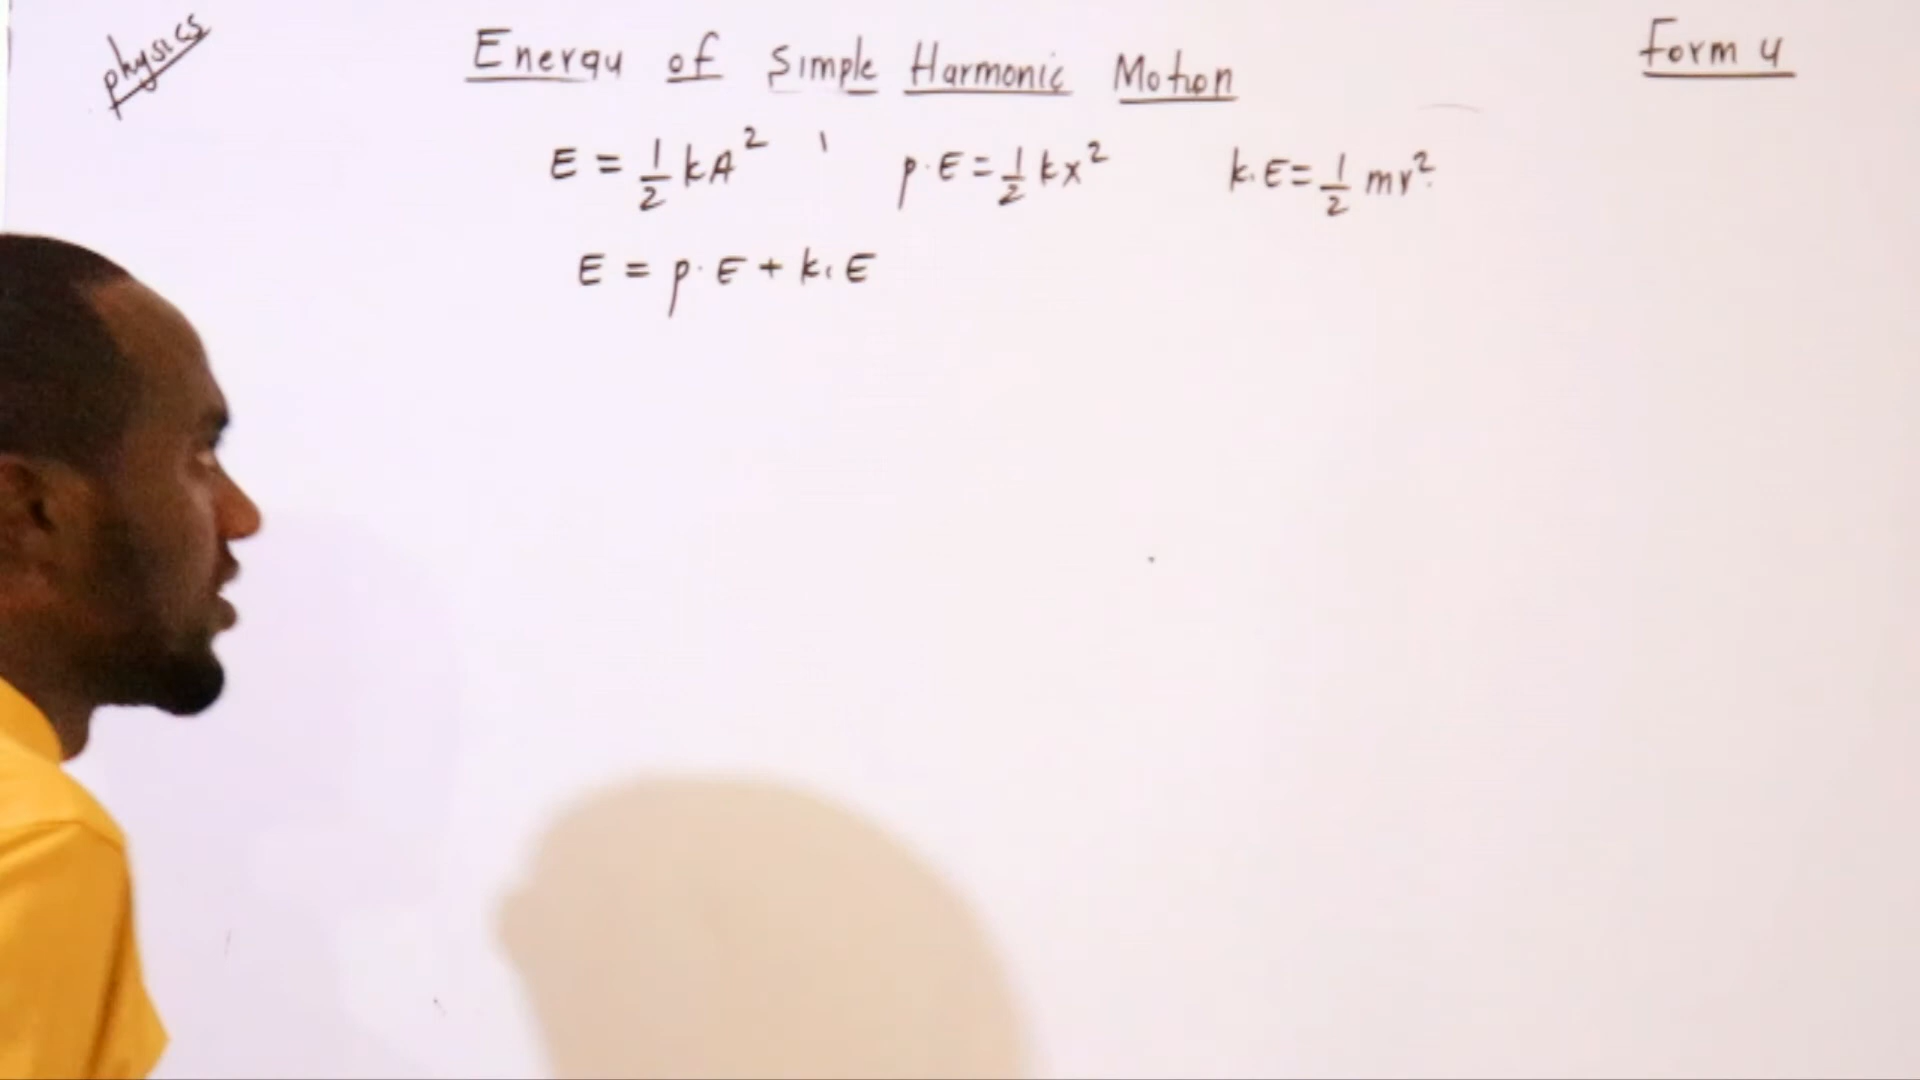 physics
Energy of Simple Harmonic Motion
Form 4
E = 1/2 kA² , p.E = 1/2 kx² k.E = 1/2 mv²
E = p.E + k.E